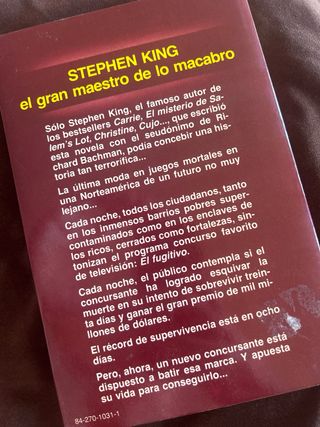 STEPHEN KING
el gran maestro de lo macabro
Sólo Stephen King, el famoso autor de
los bestsellers Carrie, El misterio de Sa-
lem's Lot, Christine, Cujo..., que escribió
esta novela con el seudónimo de Ri-
chard Bachman, podía concebir una his-
toria tan terrorífica...
La última moda en juegos mortales en
una Norteamérica de un futuro no muy
lejano...
Cada noche, todos los ciudadanos, tanto
en los inmensos barrios pobres super-
contaminados como en los enclaves de
los ricos, cerrados como fortalezas, sin-
tonizan el programa concurso favorito
de televisión: El fugitivo.
Cada noche, el público contempla si el
concursante ha logrado esquivar la
muerte en su intento de sobrevivir trein-
ta días y ganar el gran premio de mil mi-
llones de dólares.
El récord de supervivencia está en ocho
días.
Pero, ahora, un nuevo concursante está
dispuesto a batir esa marca. Y apuesta
su vida para conseguirlo...
84-270-1031-1